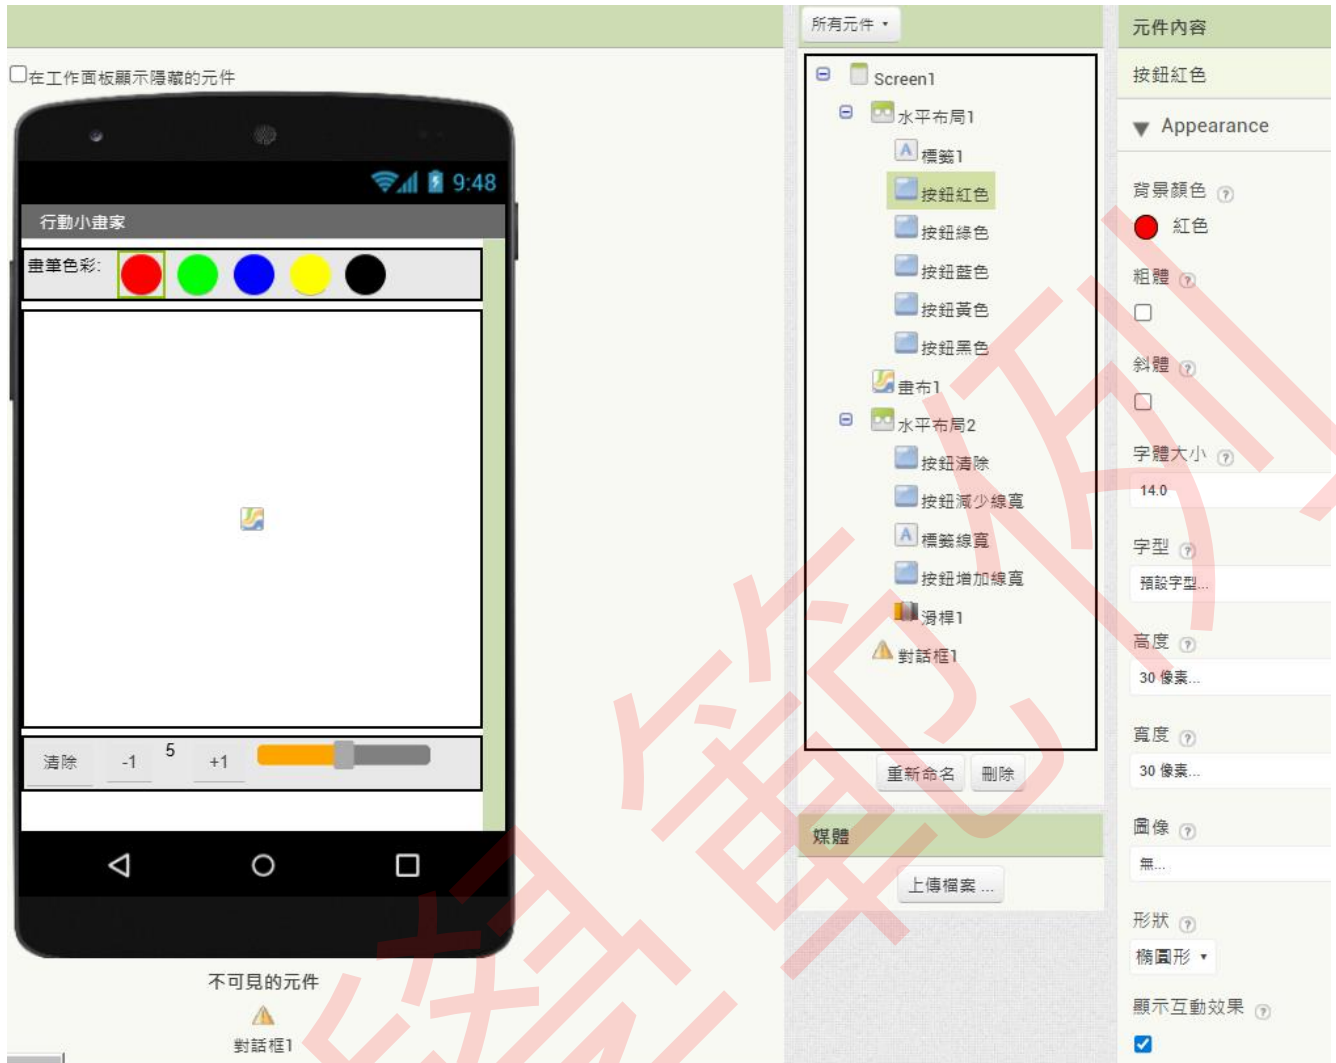 在工作面板顯示隱藏的元件
9:48
行動小畫家
畫筆色彩:
清除
-1
5
+1
不可見的元件
對話框1
所有元件
Screen1
水平布局1
標籤1
按鈕紅色
按鈕綠色
按鈕藍色
按鈕黃色
按鈕黑色
畫布1
水平布局2
按鈕清除
按鈕減少線寬
標籤線寬
按鈕增加線寬
滑桿1
對話框1
重新命名 刪除
媒體
上傳檔案 ...
元件內容
按鈕紅色
Appearance
背景顏色
紅色
粗體
斜體
字體大小
14.0
字型
預設字型...
高度
30 像素...
寬度
30 像素...
圖像
無...
形狀
橢圓形
顯示互動效果
範例